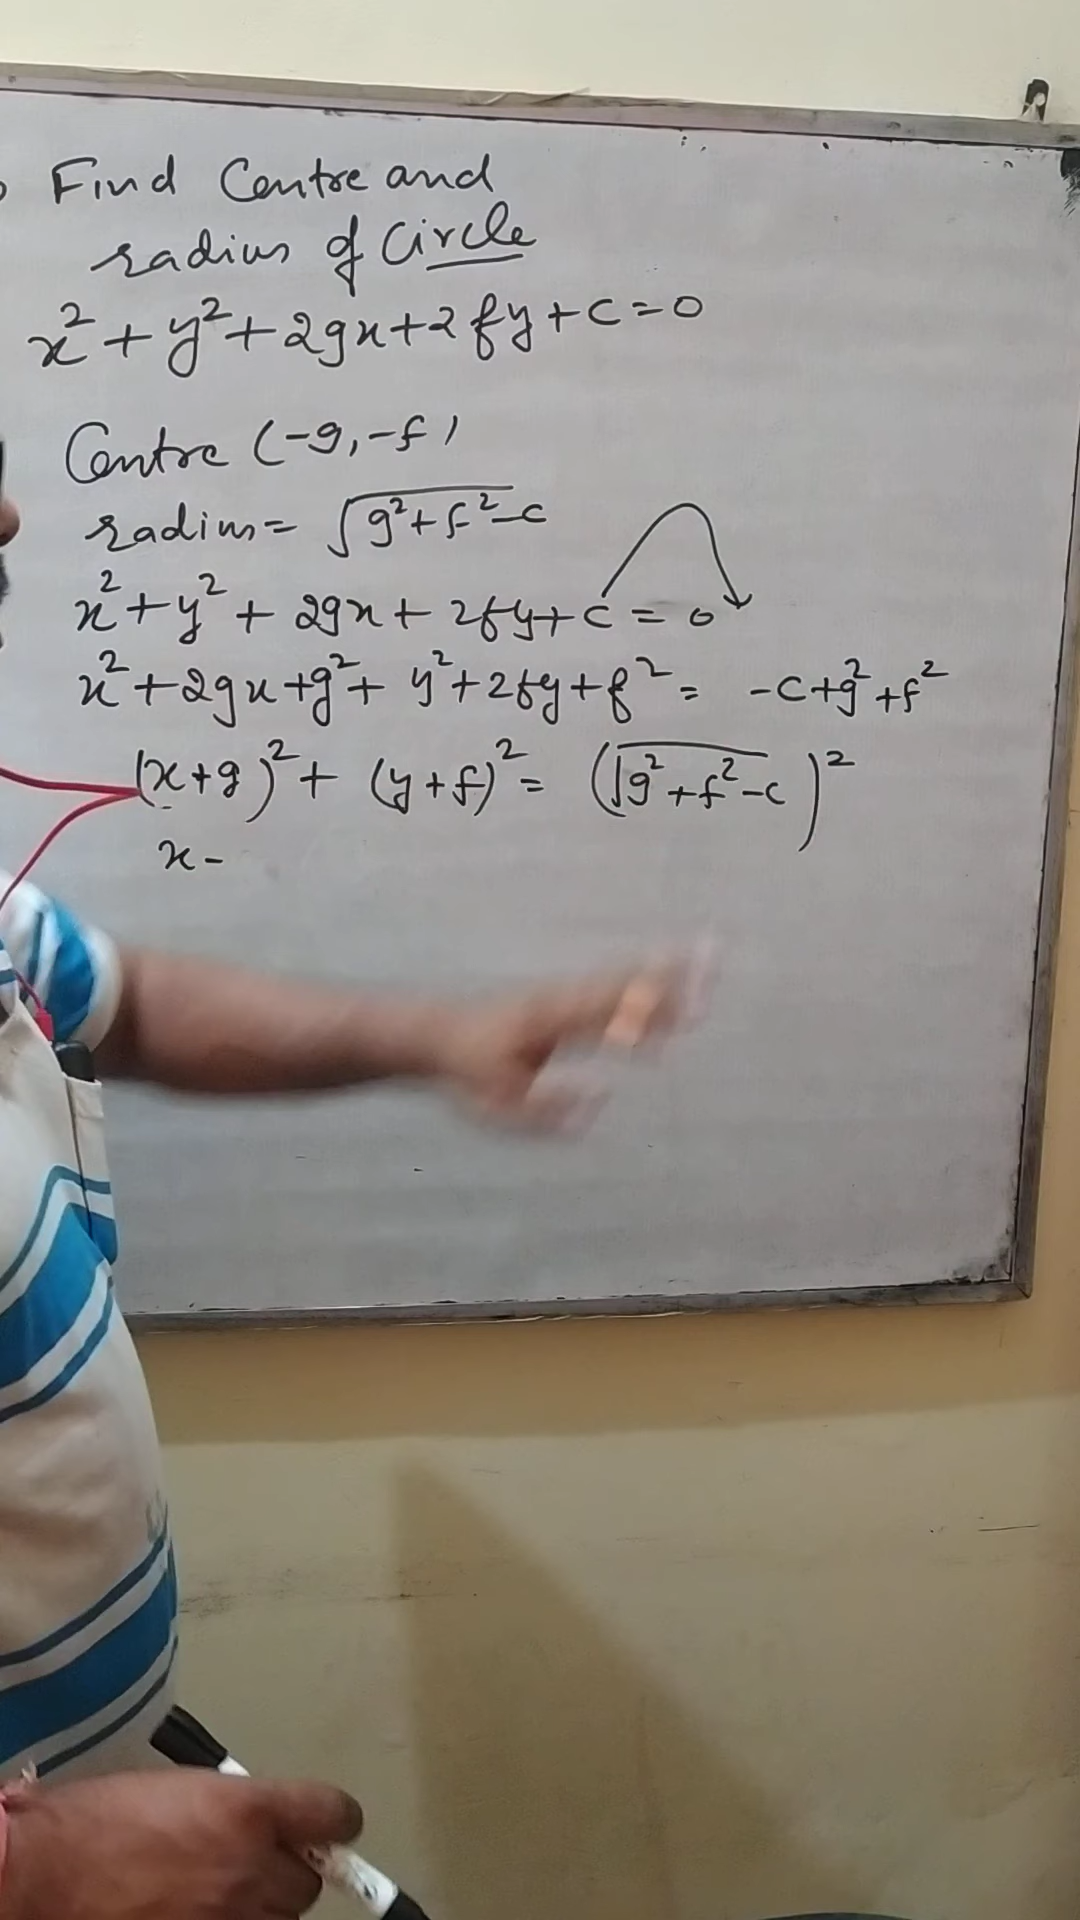 Find Centre and
radius of Circle
x²+y²+2gx+2fy+c=0
Centre (-g,-f)
radius= √g²+f²-c
x²+y²+2gx+2fy+c=0
x²+2gx+g²+y²+2fy+f²= -c+g²+f²
(x+g)²+(y+f)²=(√g²+f²-c)²
x-